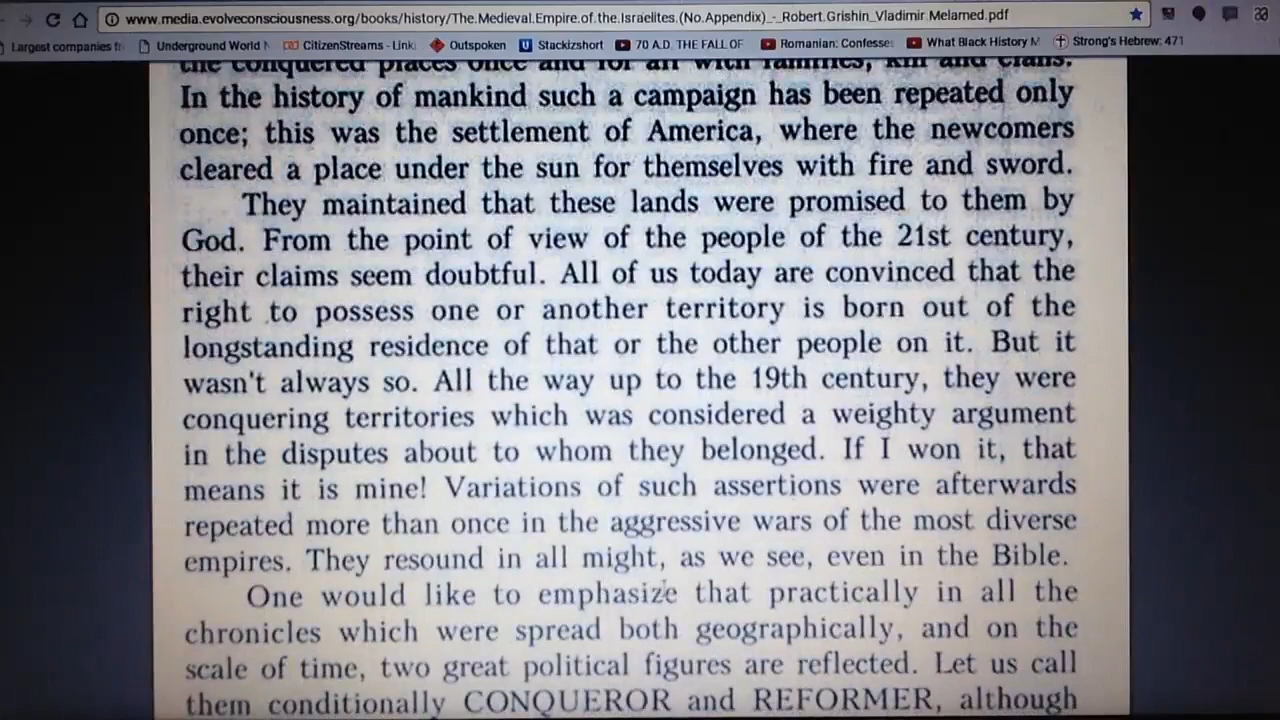 www.media.evolveconsciousness.org/books/history/The.Medieval.Empire.of.the.Israelites.(No.Appendix)_-_Robert.Grishin_Vladimir.Melamed.pdf
Largest companies Underground World CitizenStreams - Link Outspoken Stackizshort 70 A.D. THE FALL OF Romanian: Confesse What Black History M Strong's Hebrew: 471
the conquered places once and for all with families, kin and clans.
In the history of mankind such a campaign has been repeated only
once; this was the settlement of America, where the newcomers
cleared a place under the sun for themselves with fire and sword.
They maintained that these lands were promised to them by
God. From the point of view of the people of the 21st century,
their claims seem doubtful. All of us today are convinced that the
right to possess one or another territory is born out of the
longstanding residence of that or the other people on it. But it
wasn't always so. All the way up to the 19th century, they were
conquering territories which was considered a weighty argument
in the disputes about to whom they belonged. If I won it, that
means it is mine! Variations of such assertions were afterwards
repeated more than once in the aggressive wars of the most diverse
empires. They resound in all might, as we see, even in the Bible.
One would like to emphasize that practically in all the
chronicles which were spread both geographically, and on the
scale of time, two great political figures are reflected. Let us call
them conditionally CONQUEROR and REFORMER, although